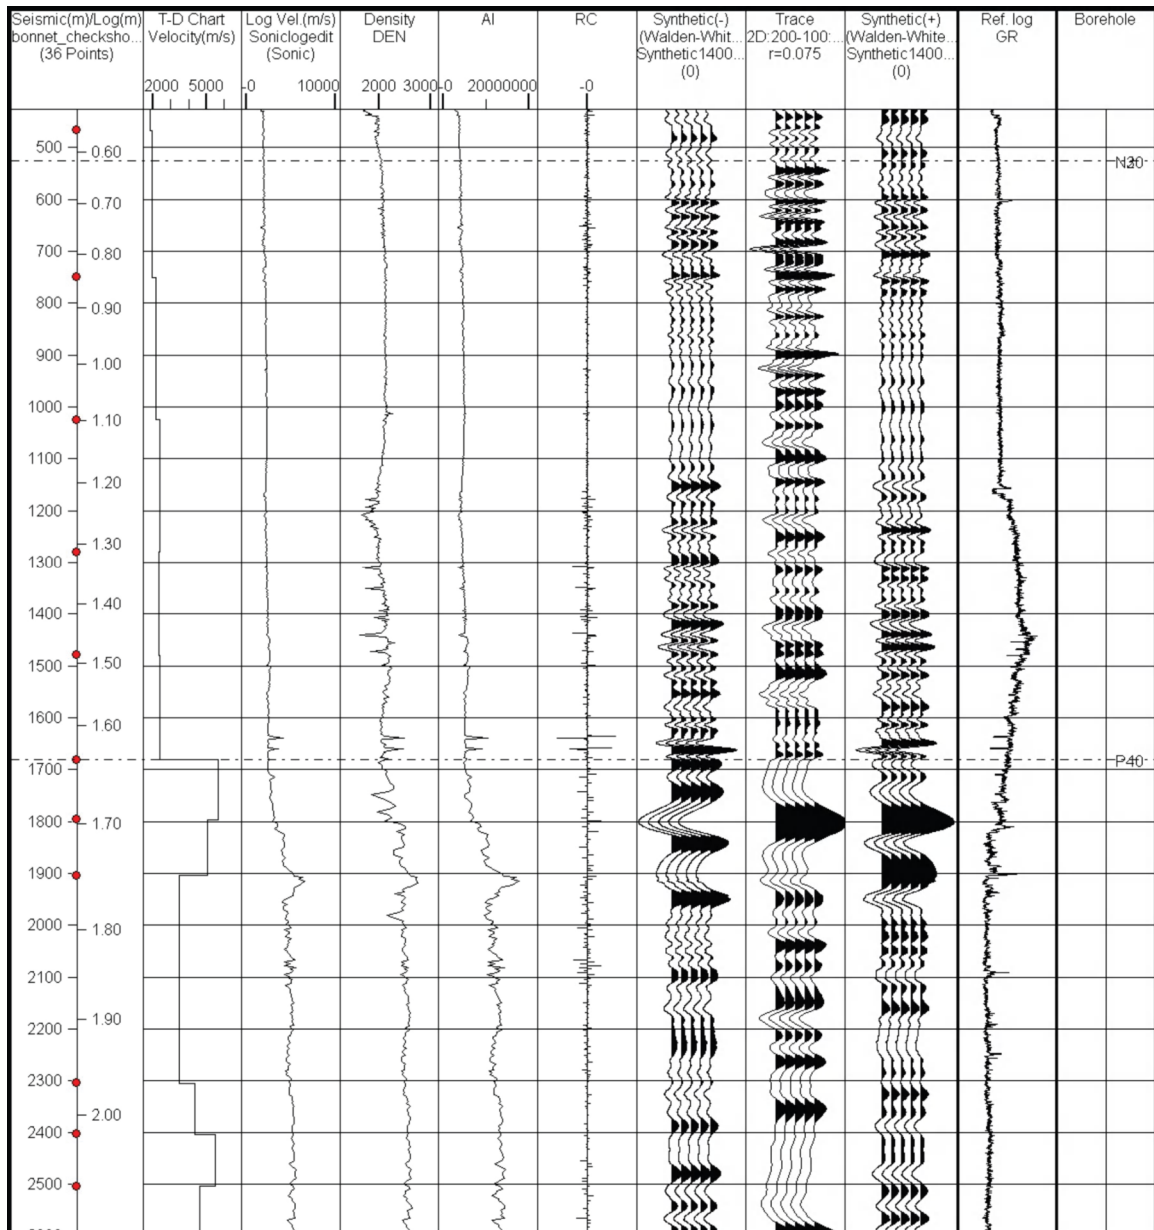 Seismic(m)/Log(m)
bonnet_checksho...
(36 Points)
T-D Chart
Velocity(m/s)
2000 5000
Log Vel.(m/s)
Soniclogedit
(Sonic)
-0 10000
Density
DEN
2000 3000
AI
-0 20000000
RC
-0
Synthetic(-)
(Walden-Whit...
Synthetic1400...
(0)
Trace
2D:200-100:...
r=0.075
Synthetic(+)
(Walden-White...
Synthetic1400...
(0)
Ref. log
GR
Borehole
500
0.60
600
0.70
700
0.80
800
0.90
900
1.00
1000
1.10
1100
1.20
1200
1.30
1300
1.40
1400
1.50
1500
1600
1.60
1700
P40
1800
1.70
1900
2000
1.80
2100
1.90
2200
2300
2.00
2400
2500